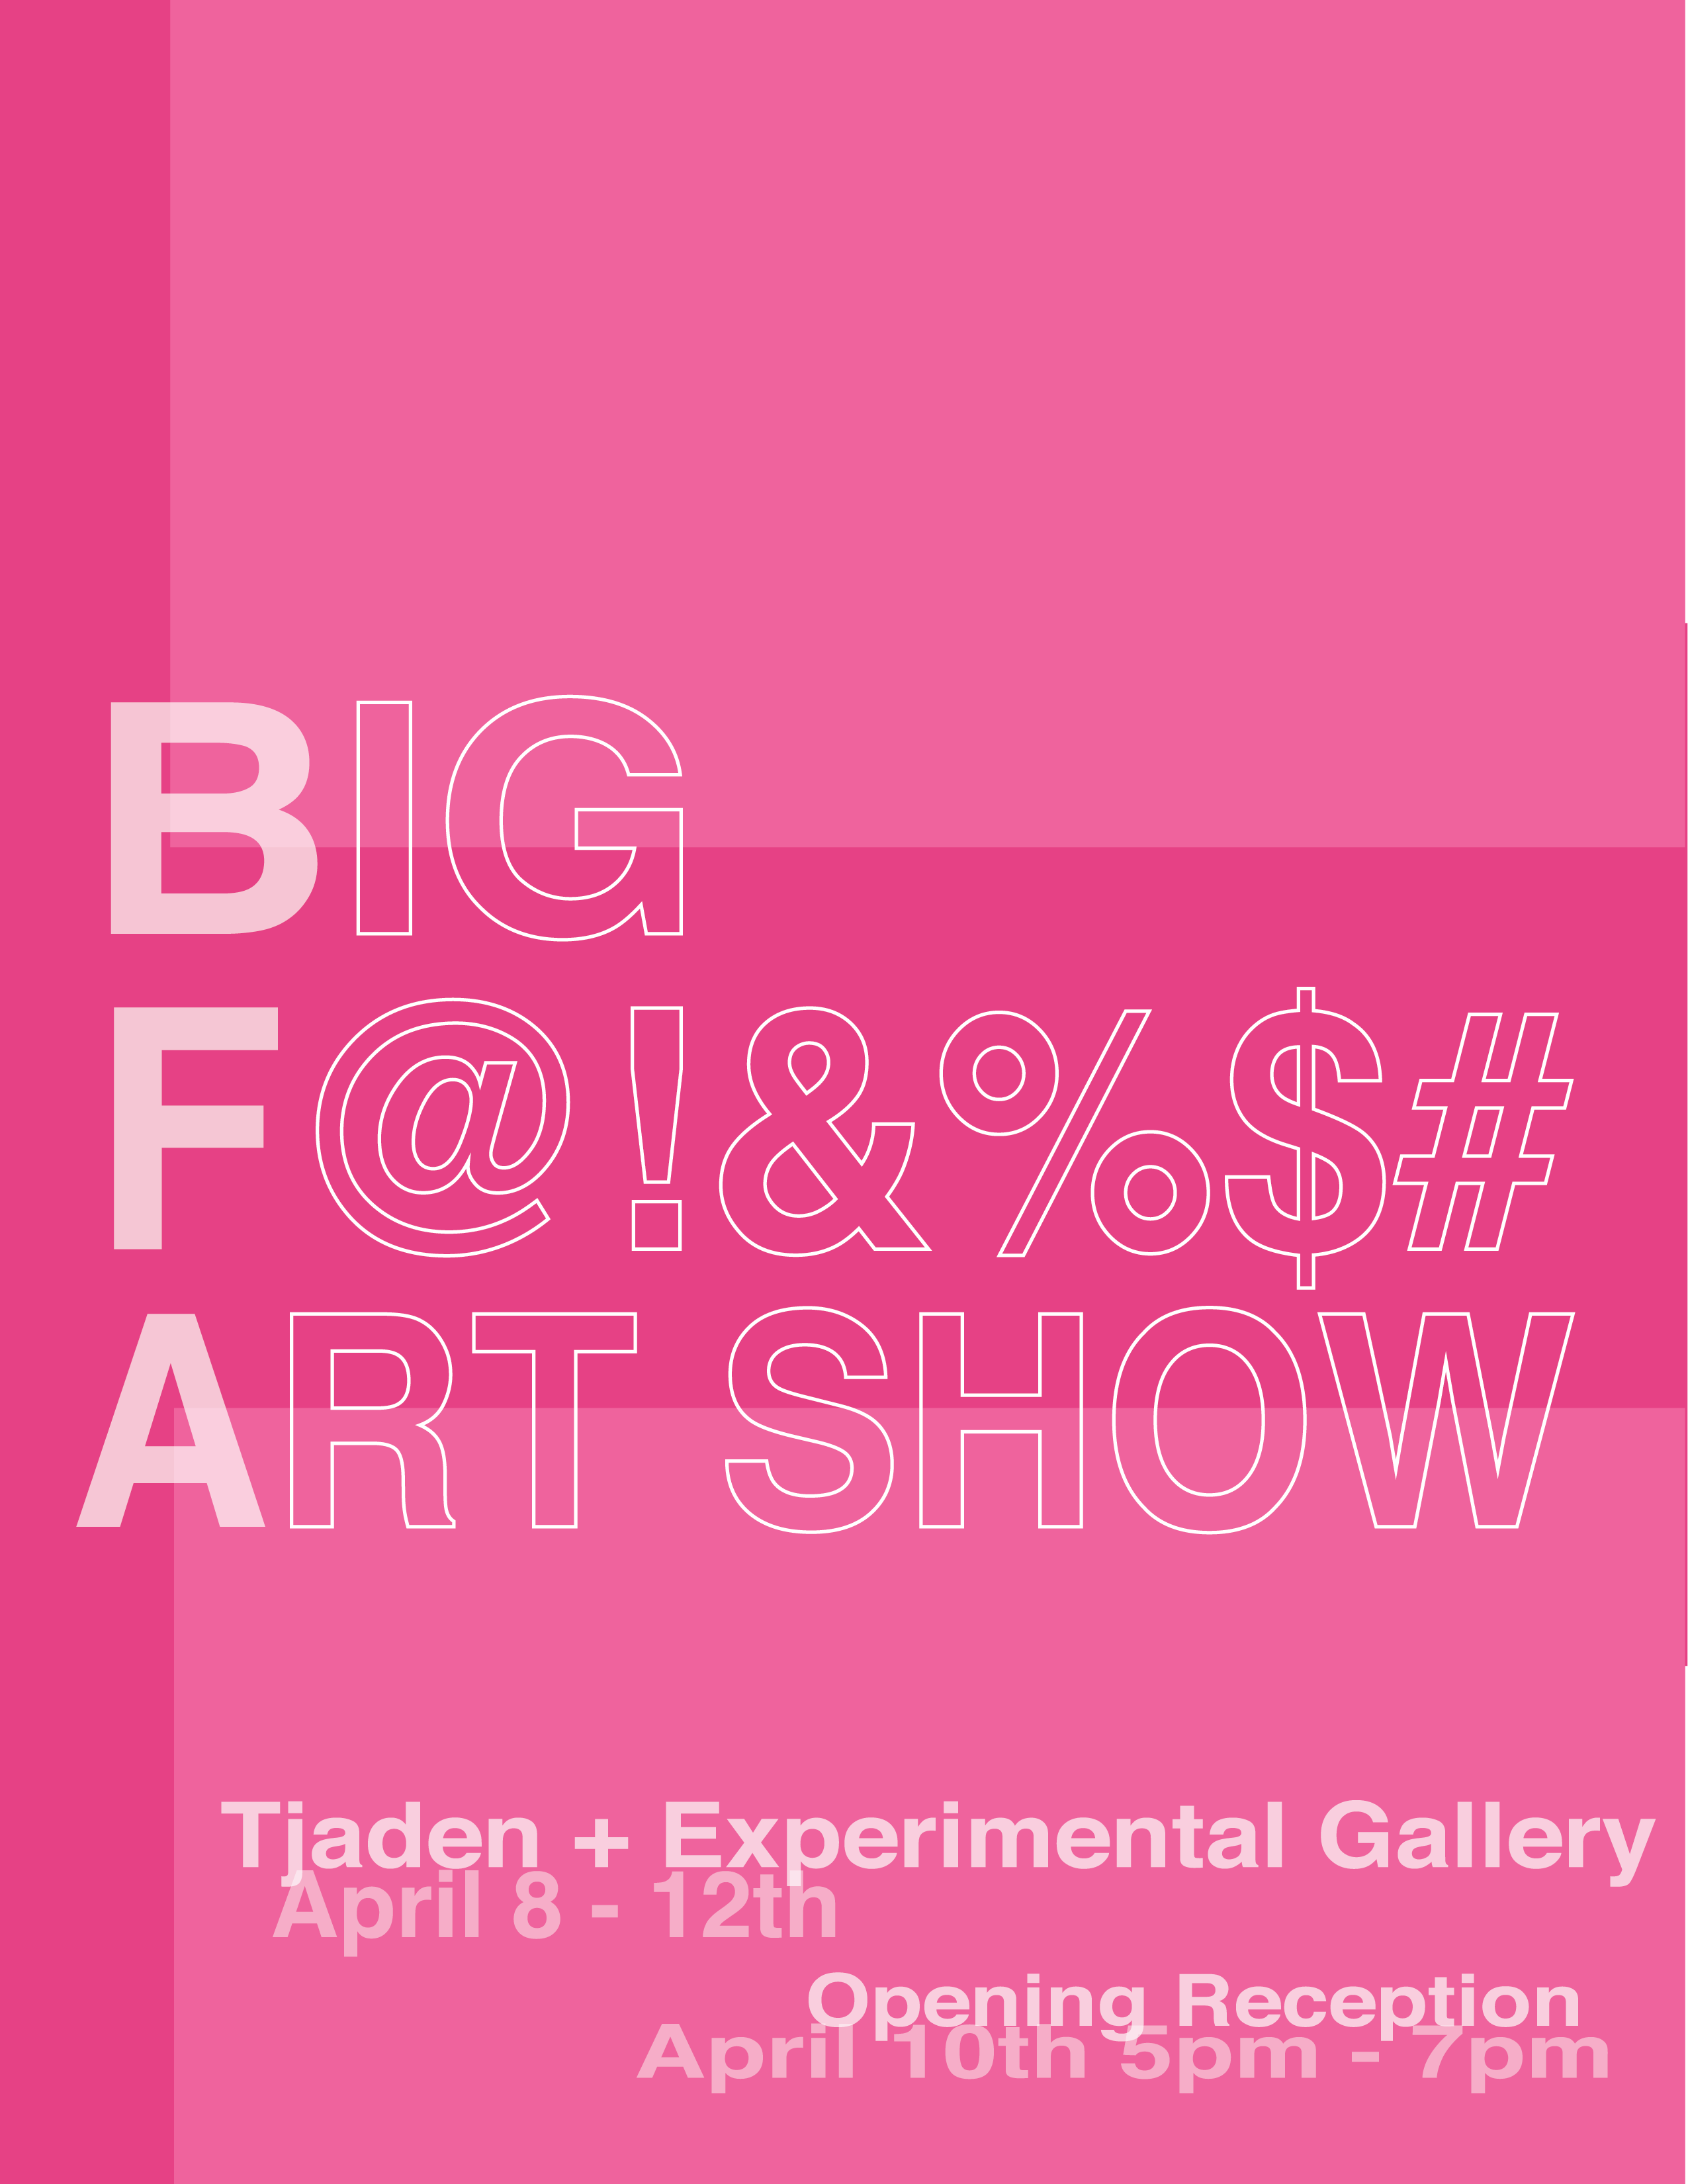 BIG
F@!&%$#
ART SHOW
Tjaden + Experimental Gallery
April 8 - 12th
Opening Reception
April 10th 5pm - 7pm